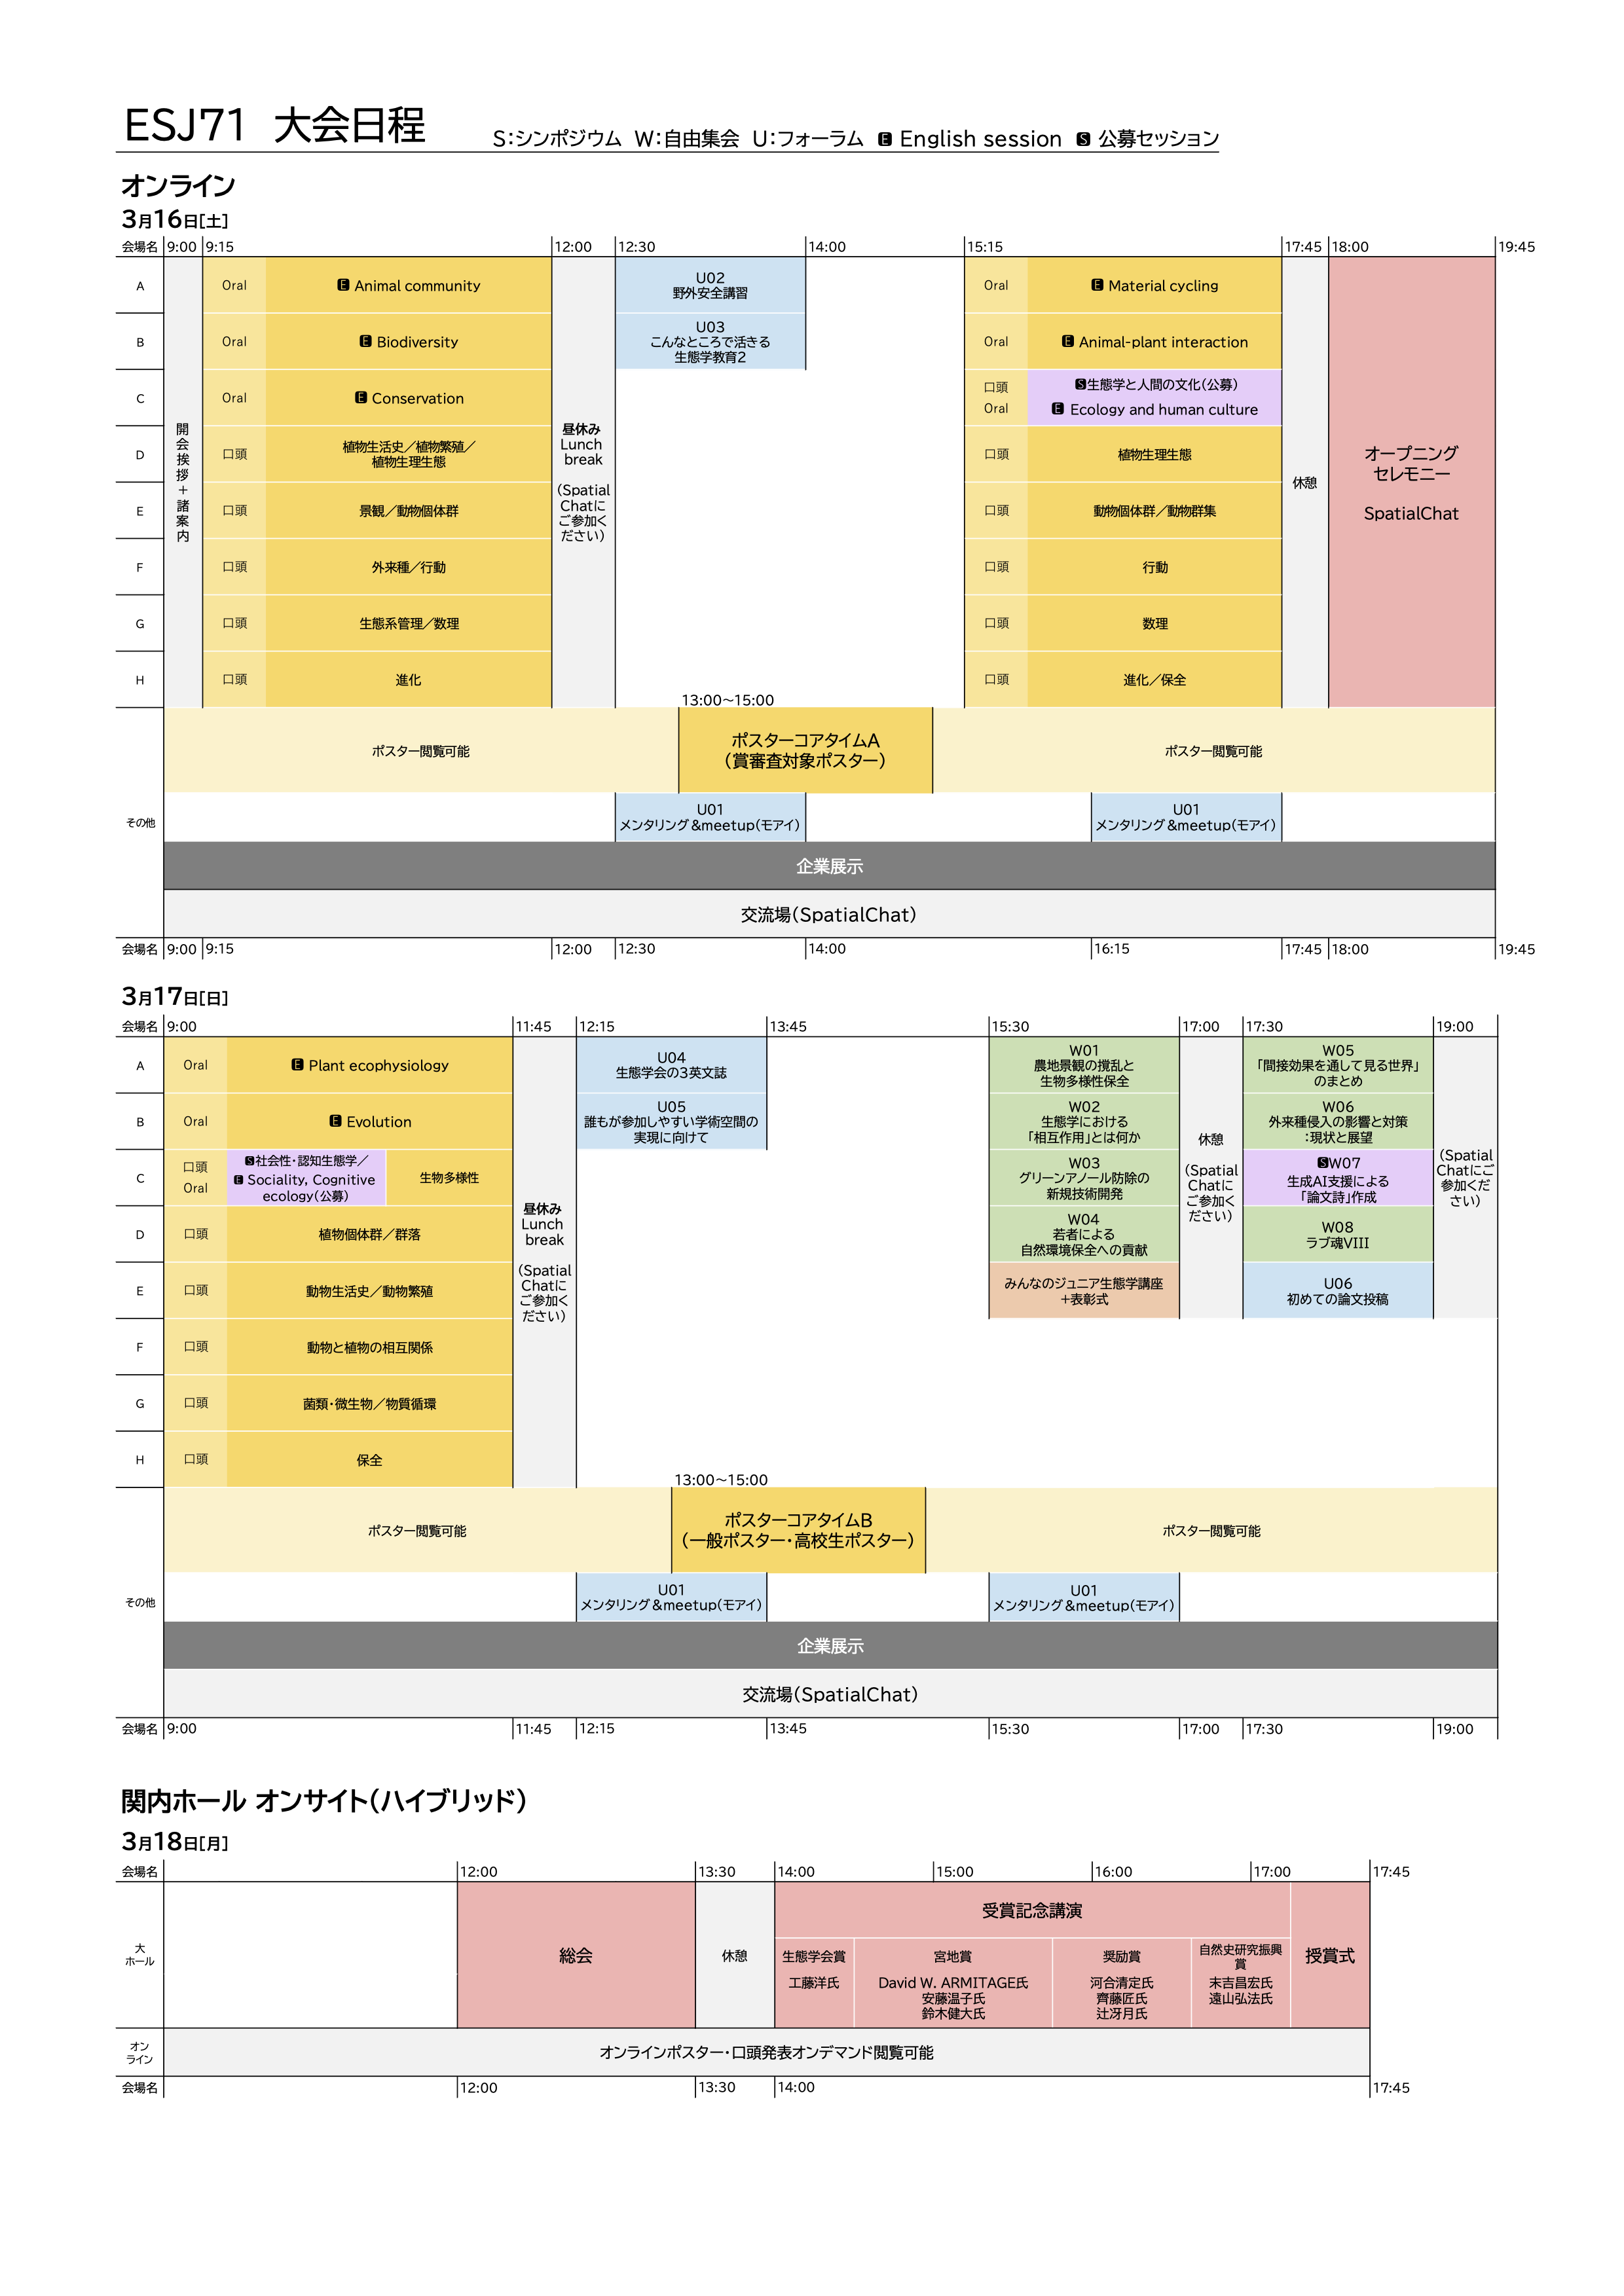 ESJ71 大会日程
S：シンポジウム W：自由集会 U：フォーラム E English session S 公募セッション
オンライン
3月16日[土]
会場名 9:00 9:15 12:00 12:30 14:00 15:15 17:45 18:00 19:45
開会挨拶＋諸案内
昼休み
Lunch
break
（Spatial
Chatに
ご参加く
ださい）
休憩
オープニング
セレモニー
SpatialChat
A
Oral
E Animal community
U02
野外安全講習
Oral
E Material cycling
B
Oral
E Biodiversity
U03
こんなところで活きる
生態学教育2
Oral
E Animal-plant interaction
C
Oral
E Conservation
口頭
Oral
S生態学と人間の文化（公募）
E Ecology and human culture
D
口頭
植物生活史／植物繁殖／
植物生理生態
口頭
植物生理生態
E
口頭
景観／動物個体群
口頭
動物個体群／動物群集
F
口頭
外来種／行動
口頭
行動
G
口頭
生態系管理／数理
口頭
数理
H
口頭
進化
口頭
進化／保全
13:00～15:00
ポスター閲覧可能
ポスターコアタイムA
（賞審査対象ポスター）
ポスター閲覧可能
その他
U01
メンタリング＆meetup（モアイ）
U01
メンタリング＆meetup（モアイ）
企業展示
交流場（SpatialChat）
会場名 9:00 9:15 12:00 12:30 14:00 16:15 17:45 18:00 19:45
3月17日[日]
会場名 9:00 11:45 12:15 13:45 15:30 17:00 17:30 19:00
昼休み
Lunch
break
（Spatial
Chatに
ご参加く
ださい）
休憩
（Spatial
Chatに
ご参加く
ださい）
（Spatial
Chatにご
参加くだ
さい）
A
Oral
E Plant ecophysiology
U04
生態学会の3英文誌
W01
農地景観の撹乱と
生物多様性保全
W05
「間接効果を通して見る世界」
のまとめ
B
Oral
E Evolution
U05
誰もが参加しやすい学術空間の
実現に向けて
W02
生態学における
「相互作用」とは何か
W06
外来種侵入の影響と対策
：現状と展望
C
口頭
Oral
S社会性・認知生態学／
E Sociality, Cognitive
ecology（公募）
生物多様性
W03
グリーンアノール防除の
新規技術開発
SW07
生成AI支援による
「論文詩」作成
D
口頭
植物個体群／群落
W04
若者による
自然環境保全への貢献
W08
ラブ魂VIII
E
口頭
動物生活史／動物繁殖
みんなのジュニア生態学講座
＋表彰式
U06
初めての論文投稿
F
口頭
動物と植物の相互関係
G
口頭
菌類・微生物／物質循環
H
口頭
保全
13:00～15:00
ポスター閲覧可能
ポスターコアタイムB
（一般ポスター・高校生ポスター）
ポスター閲覧可能
その他
U01
メンタリング＆meetup（モアイ）
U01
メンタリング＆meetup（モアイ）
企業展示
交流場（SpatialChat）
会場名 9:00 11:45 12:15 13:45 15:30 17:00 17:30 19:00
関内ホール オンサイト（ハイブリッド）
3月18日[月]
会場名 12:00 13:30 14:00 15:00 16:00 17:00 17:45
大
ホール
総会
休憩
受賞記念講演
生態学会賞
工藤洋氏
宮地賞
David W. ARMITAGE氏
安藤温子氏
鈴木健大氏
奨励賞
河合清定氏
齊藤匠氏
辻冴月氏
自然史研究振興
賞
末吉昌宏氏
遠山弘法氏
授賞式
オン
ライン
オンラインポスター・口頭発表オンデマンド閲覧可能
会場名 12:00 13:30 14:00 17:45